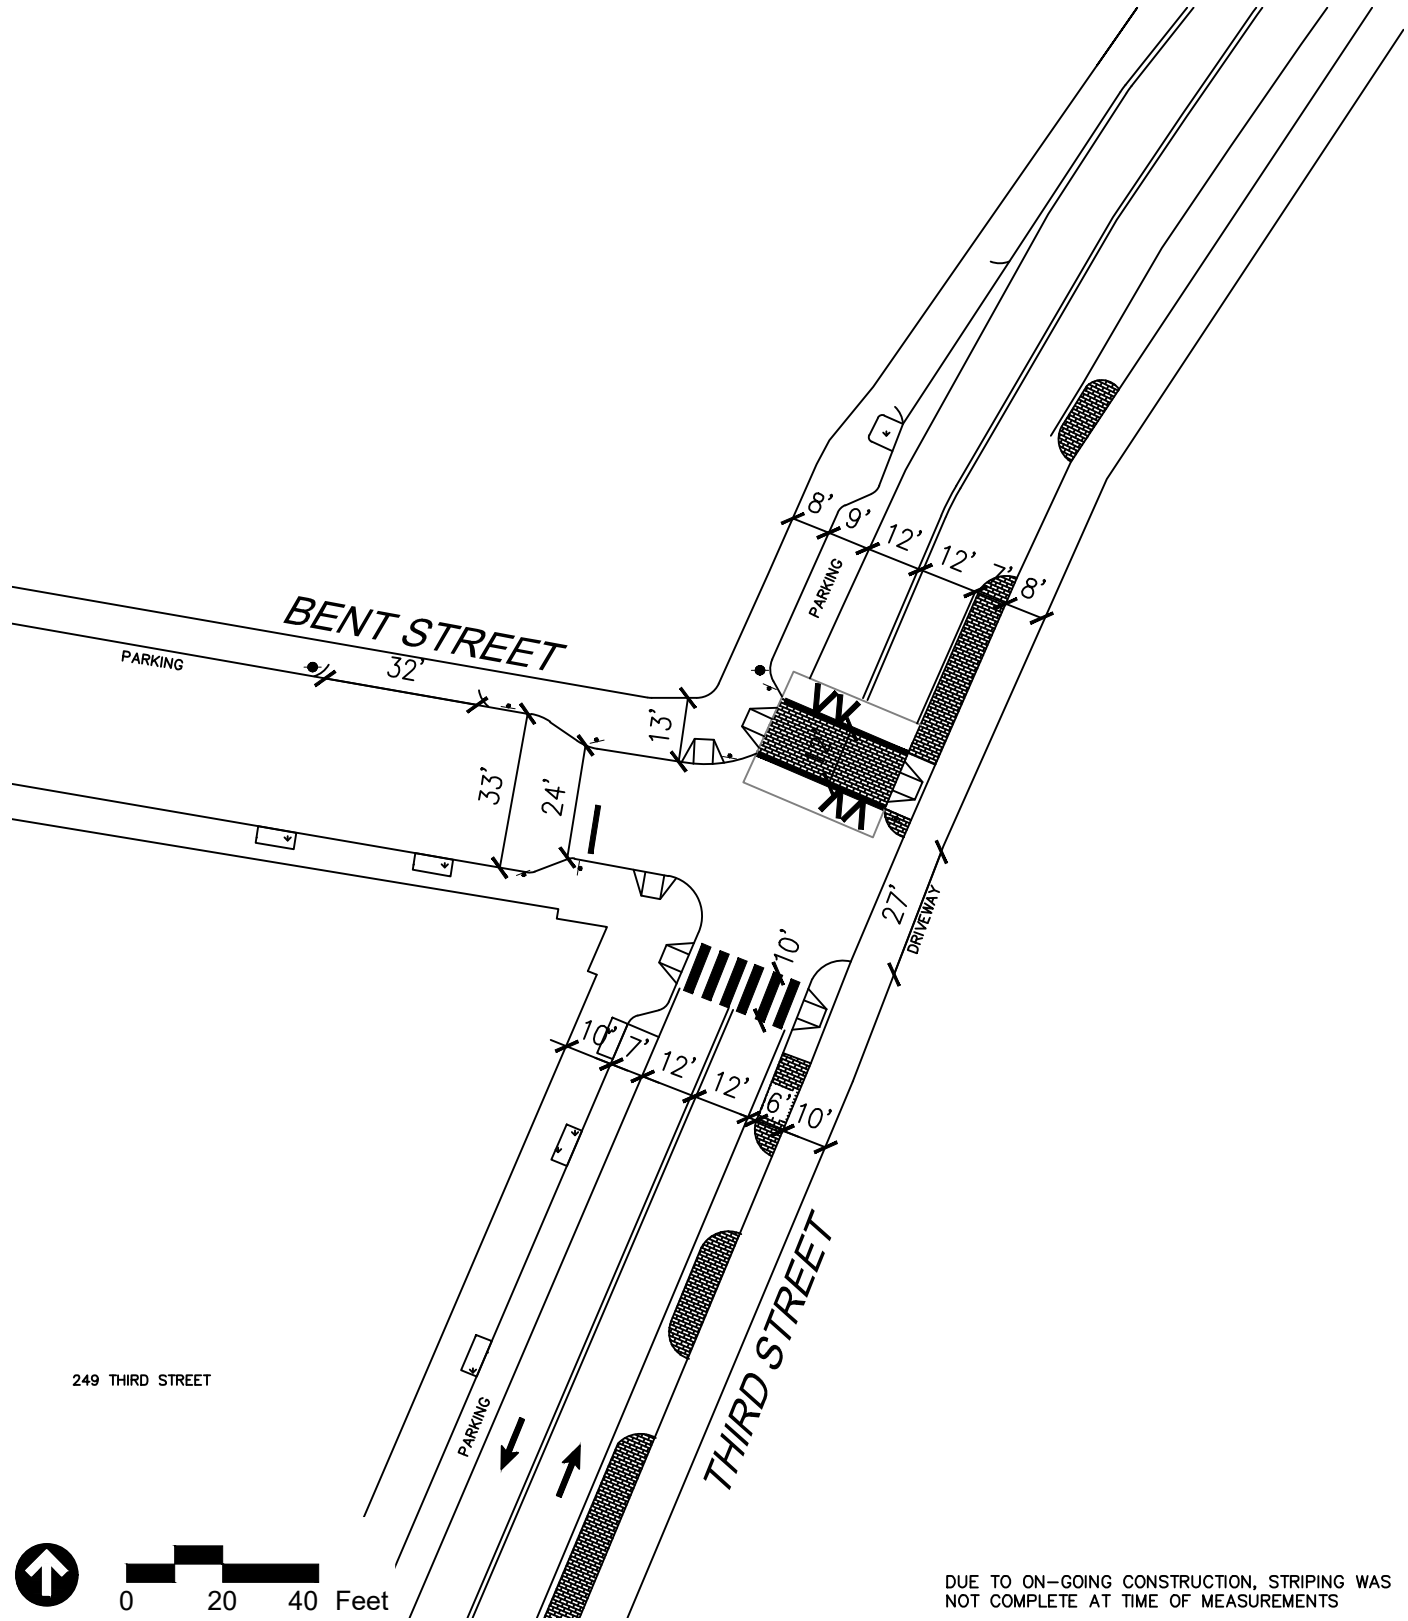 8'
9'
12'
12'
7'
8'
PARKING
BENT STREET
PARKING
32'
13'
33'
24'
27'
DRIVEWAY
10'
10'
7'
12'
12'
6'
10'
THIRD STREET
249 THIRD STREET
PARKING
0 20 40 Feet
DUE TO ON-GOING CONSTRUCTION, STRIPING WAS
NOT COMPLETE AT TIME OF MEASUREMENTS